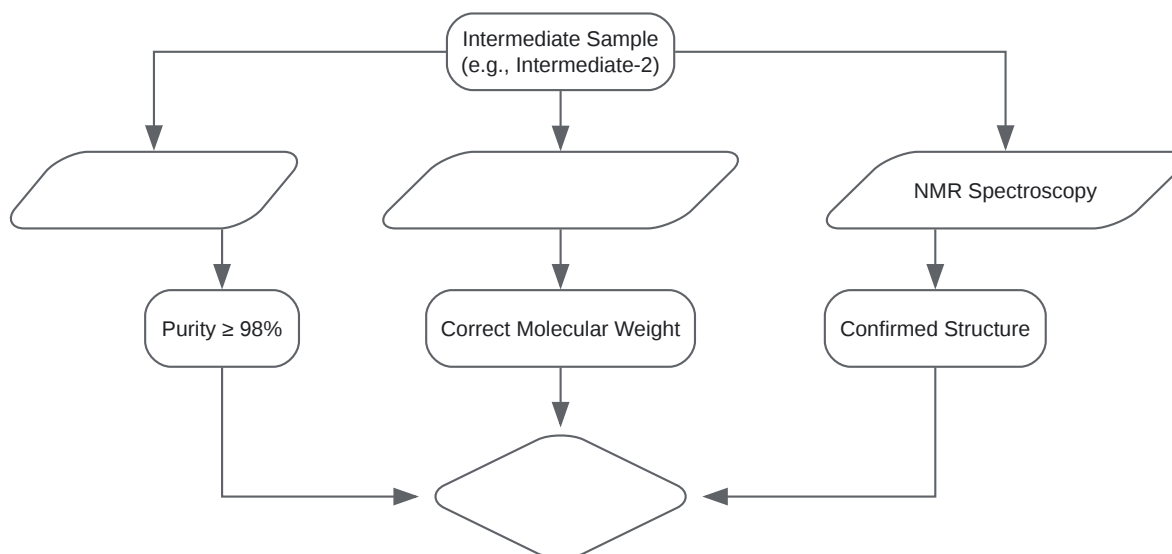 Intermediate Sample
(e.g., Intermediate-2)
NMR Spectroscopy
Purity ≥ 98%
Correct Molecular Weight
Confirmed Structure